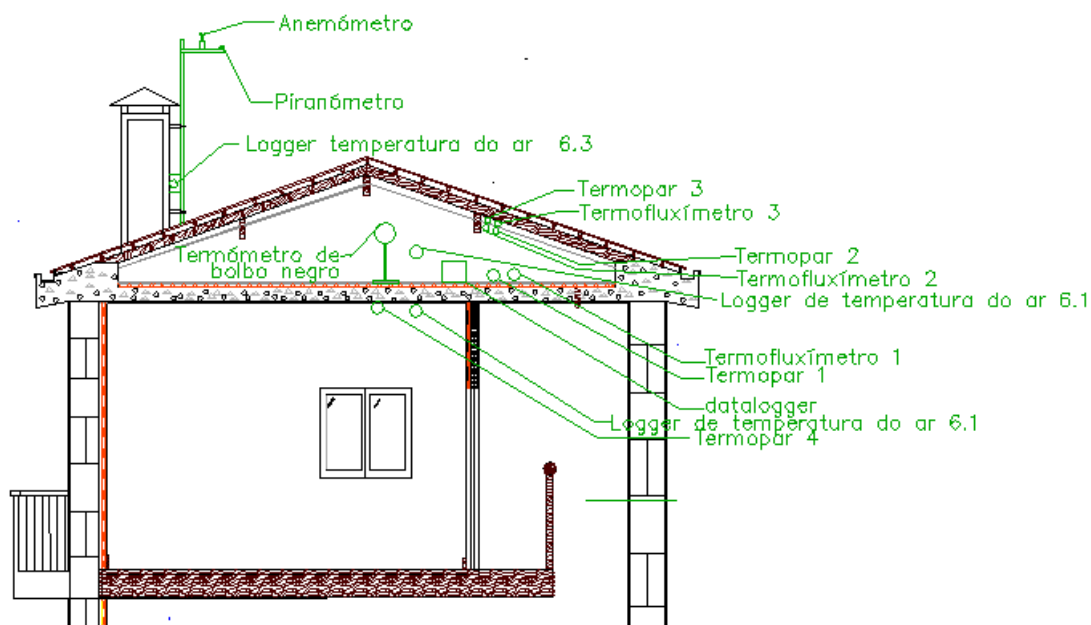 Anemómetro
Piranómetro
Logger temperatura do ar 6.3
Termopar 3
Termofluxímetro 3
Termómetro de
bolbo negro
Termopar 2
Termofluxímetro 2
Logger de temperatura do ar 6.1
Termofluxímetro 1
Termopar 1
datalogger
Logger de temperatura do ar 6.1
Termopar 4